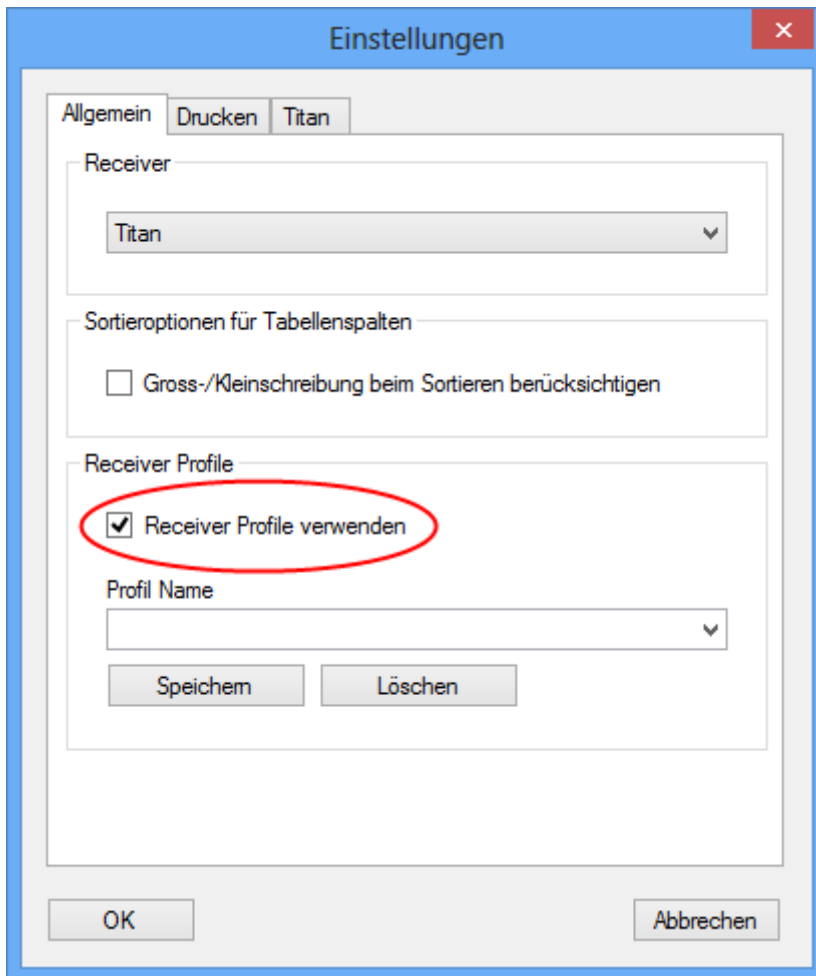 Einstellungen
Allgemein Drucken Titan
Receiver
Titan
Sortieroptionen für Tabellenspalten
Gross-/Kleinschreibung beim Sortieren berücksichtigen
Receiver Profile
Receiver Profile verwenden
Profil Name
Speichern Löschen
OK Abbrechen